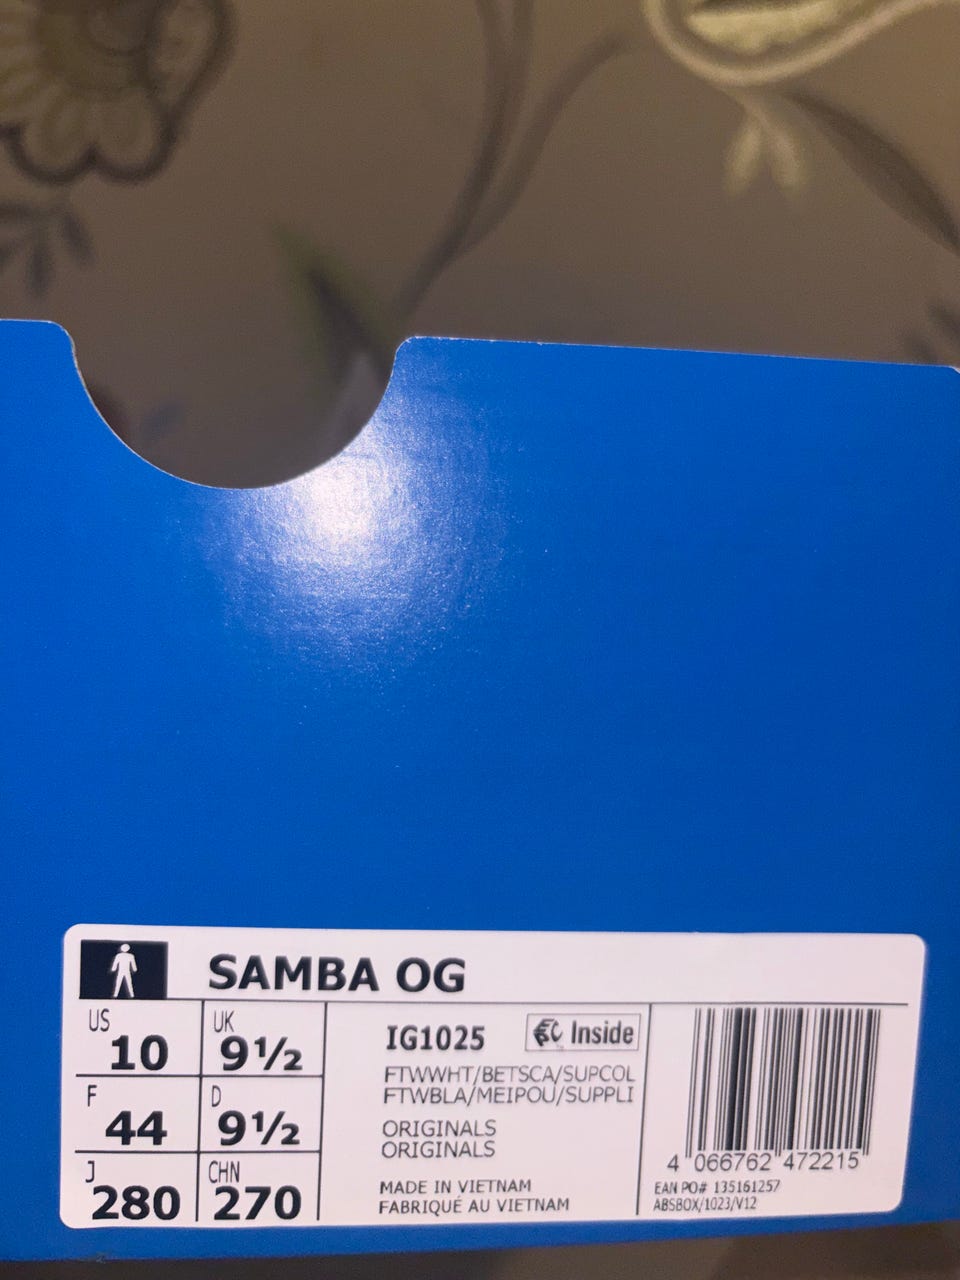 SAMBA OG
US 10
UK 9½
F 44
D 9½
J 280
CHN 270
IG1025
Inside
FTWWHT/BETSCA/SUPCOL
FTWBLA/MEIPOU/SUPPLI
ORIGINALS
ORIGINALS
MADE IN VIETNAM
FABRIQUÉ AU VIETNAM
4 066762 472215
EAN PO# 135161257
ABSBOX/1023/V12